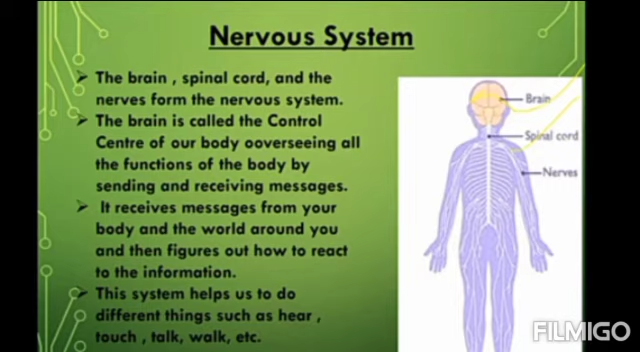 Nervous System
➢ The brain , spinal cord, and the
nerves form the nervous system.
➢ The brain is called the Control
Centre of our body ooverseeing all
the functions of the body by
sending and receiving messages.
➢ It receives messages from your
body and the world around you
and then figures out how to react
to the information.
➢ This system helps us to do
different things such as hear ,
touch , talk, walk, etc.
Brain
Spinal cord
Nerves
FILMIGO